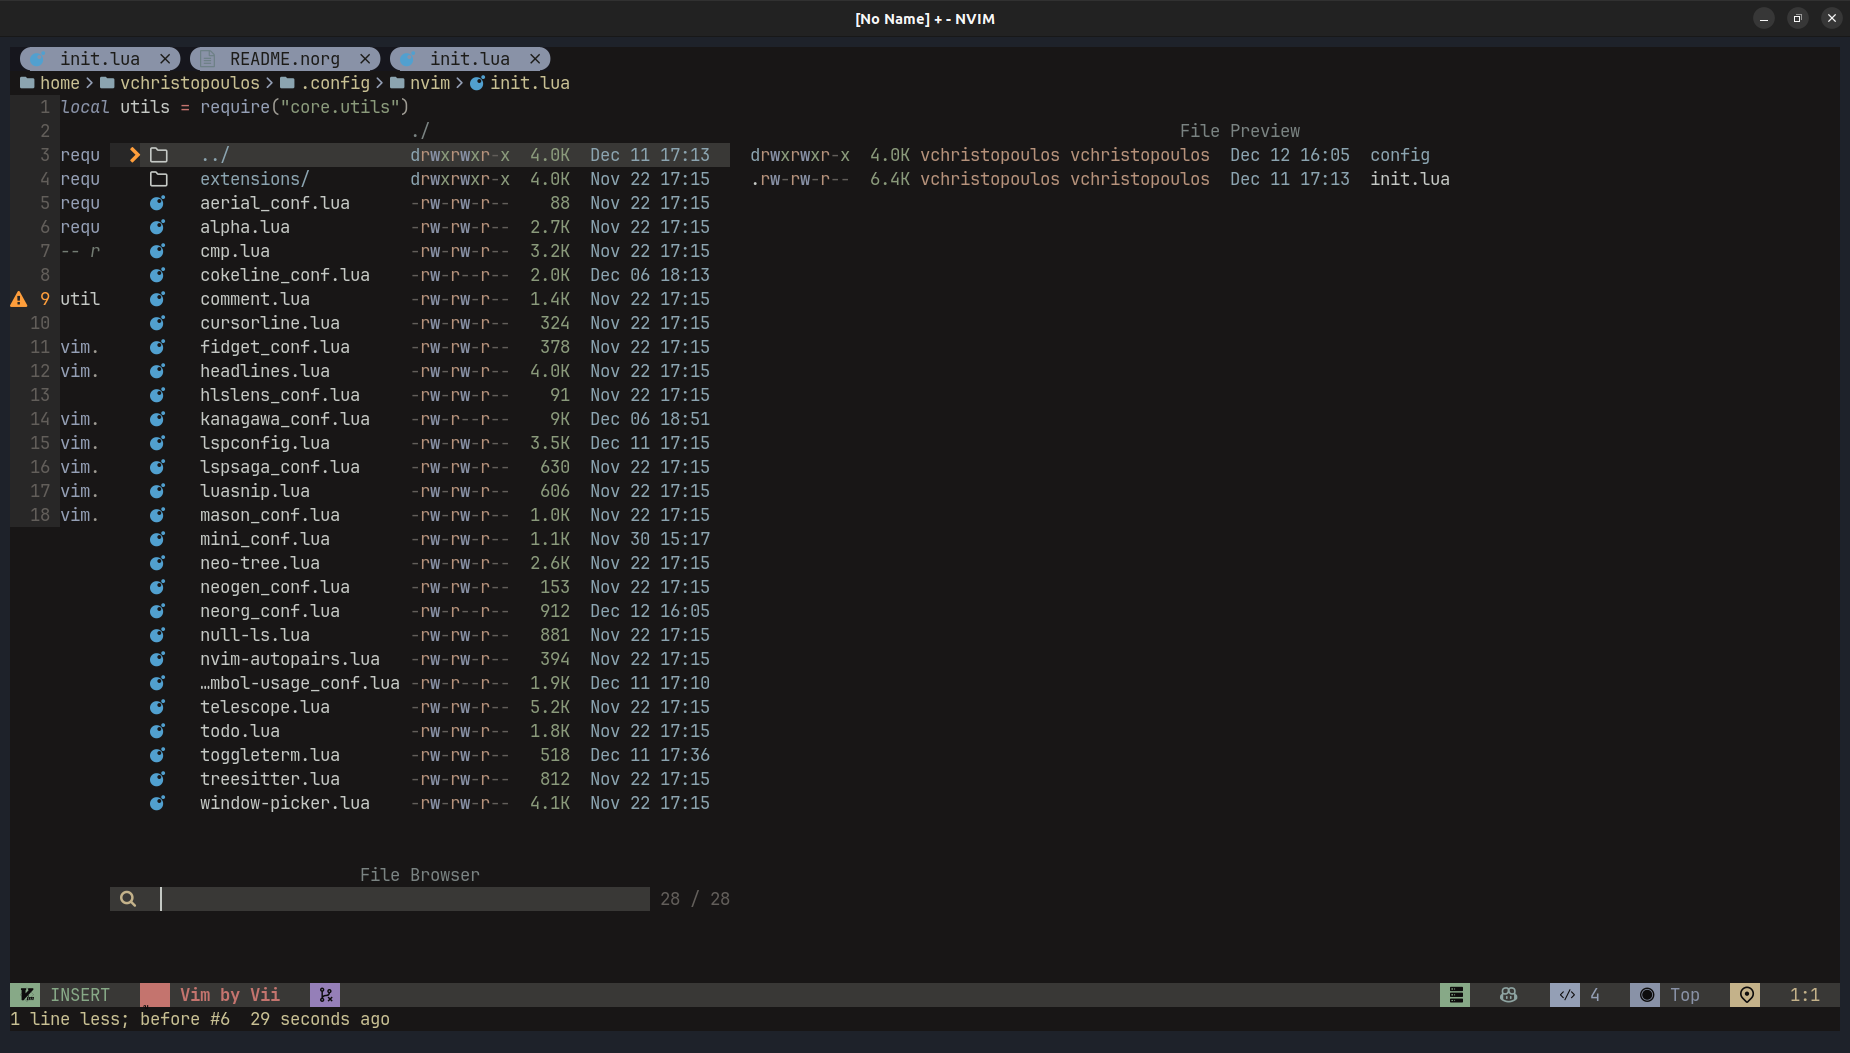 [No Name] + - NVIM
init.lua README.norg init.lua
home > vchristopoulos > .config > nvim > init.lua
1 local utils = require("core.utils")
2 ./ File Preview
3 requ ../ drwxrwxr-x 4.0K Dec 11 17:13 drwxrwxr-x 4.0K vchristopoulos vchristopoulos Dec 12 16:05 config
4 requ extensions/ drwxrwxr-x 4.0K Nov 22 17:15 .rw-rw-r-- 6.4K vchristopoulos vchristopoulos Dec 11 17:13 init.lua
5 requ aerial_conf.lua -rw-rw-r-- 88 Nov 22 17:15
6 requ alpha.lua -rw-rw-r-- 2.7K Nov 22 17:15
7 -- r cmp.lua -rw-rw-r-- 3.2K Nov 22 17:15
8 cokeline_conf.lua -rw-r--r-- 2.0K Dec 06 18:13
9 util comment.lua -rw-rw-r-- 1.4K Nov 22 17:15
10 cursorline.lua -rw-rw-r-- 324 Nov 22 17:15
11 vim. fidget_conf.lua -rw-rw-r-- 378 Nov 22 17:15
12 vim. headlines.lua -rw-rw-r-- 4.0K Nov 22 17:15
13 hlslens_conf.lua -rw-rw-r-- 91 Nov 22 17:15
14 vim. kanagawa_conf.lua -rw-r--r-- 9K Dec 06 18:51
15 vim. lspconfig.lua -rw-rw-r-- 3.5K Dec 11 17:15
16 vim. lspsaga_conf.lua -rw-rw-r-- 630 Nov 22 17:15
17 vim. luasnip.lua -rw-rw-r-- 606 Nov 22 17:15
18 vim. mason_conf.lua -rw-rw-r-- 1.0K Nov 22 17:15
mini_conf.lua -rw-rw-r-- 1.1K Nov 30 15:17
neo-tree.lua -rw-rw-r-- 2.6K Nov 22 17:15
neogen_conf.lua -rw-rw-r-- 153 Nov 22 17:15
neorg_conf.lua -rw-r--r-- 912 Dec 12 16:05
null-ls.lua -rw-rw-r-- 881 Nov 22 17:15
nvim-autopairs.lua -rw-rw-r-- 394 Nov 22 17:15
…mbol-usage_conf.lua -rw-r--r-- 1.9K Dec 11 17:10
telescope.lua -rw-rw-r-- 5.2K Nov 22 17:15
todo.lua -rw-rw-r-- 1.8K Nov 22 17:15
toggleterm.lua -rw-rw-r-- 518 Dec 11 17:36
treesitter.lua -rw-rw-r-- 812 Nov 22 17:15
window-picker.lua -rw-rw-r-- 4.1K Nov 22 17:15
File Browser
28 / 28
INSERT Vim by Vii 4 Top 1:1
1 line less; before #6 29 seconds ago